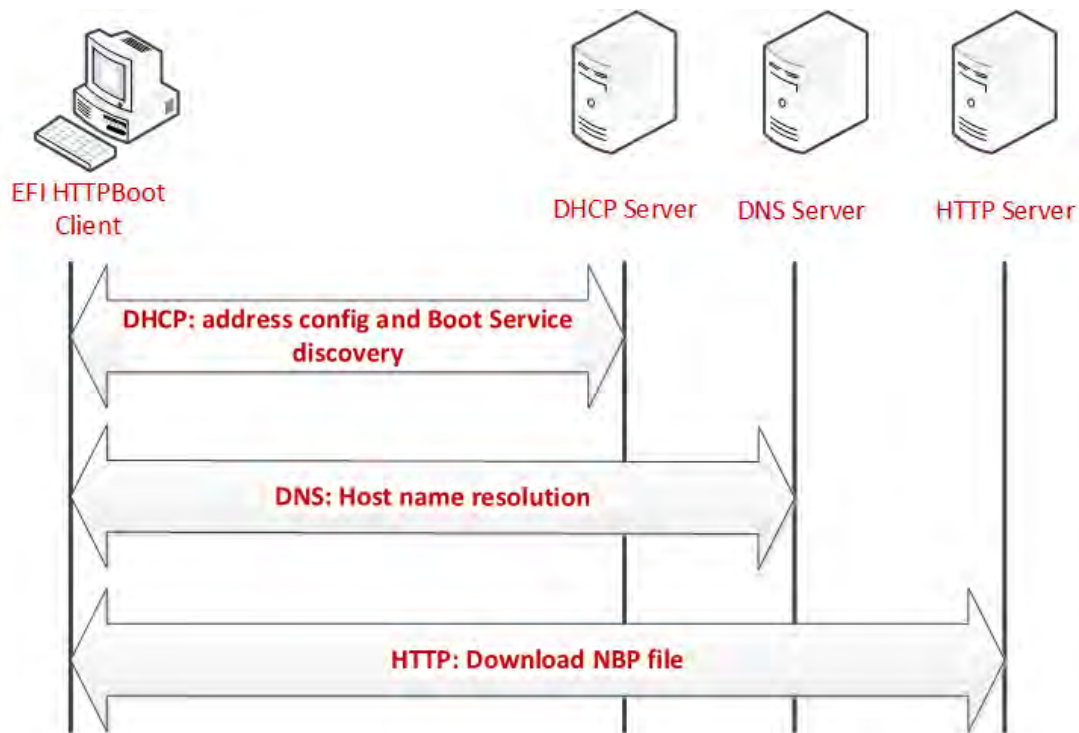 EFI HTTPBoot
Client
DHCP Server
DNS Server
HTTP Server
DHCP: address config and Boot Service
discovery
DNS: Host name resolution
HTTP: Download NBP file